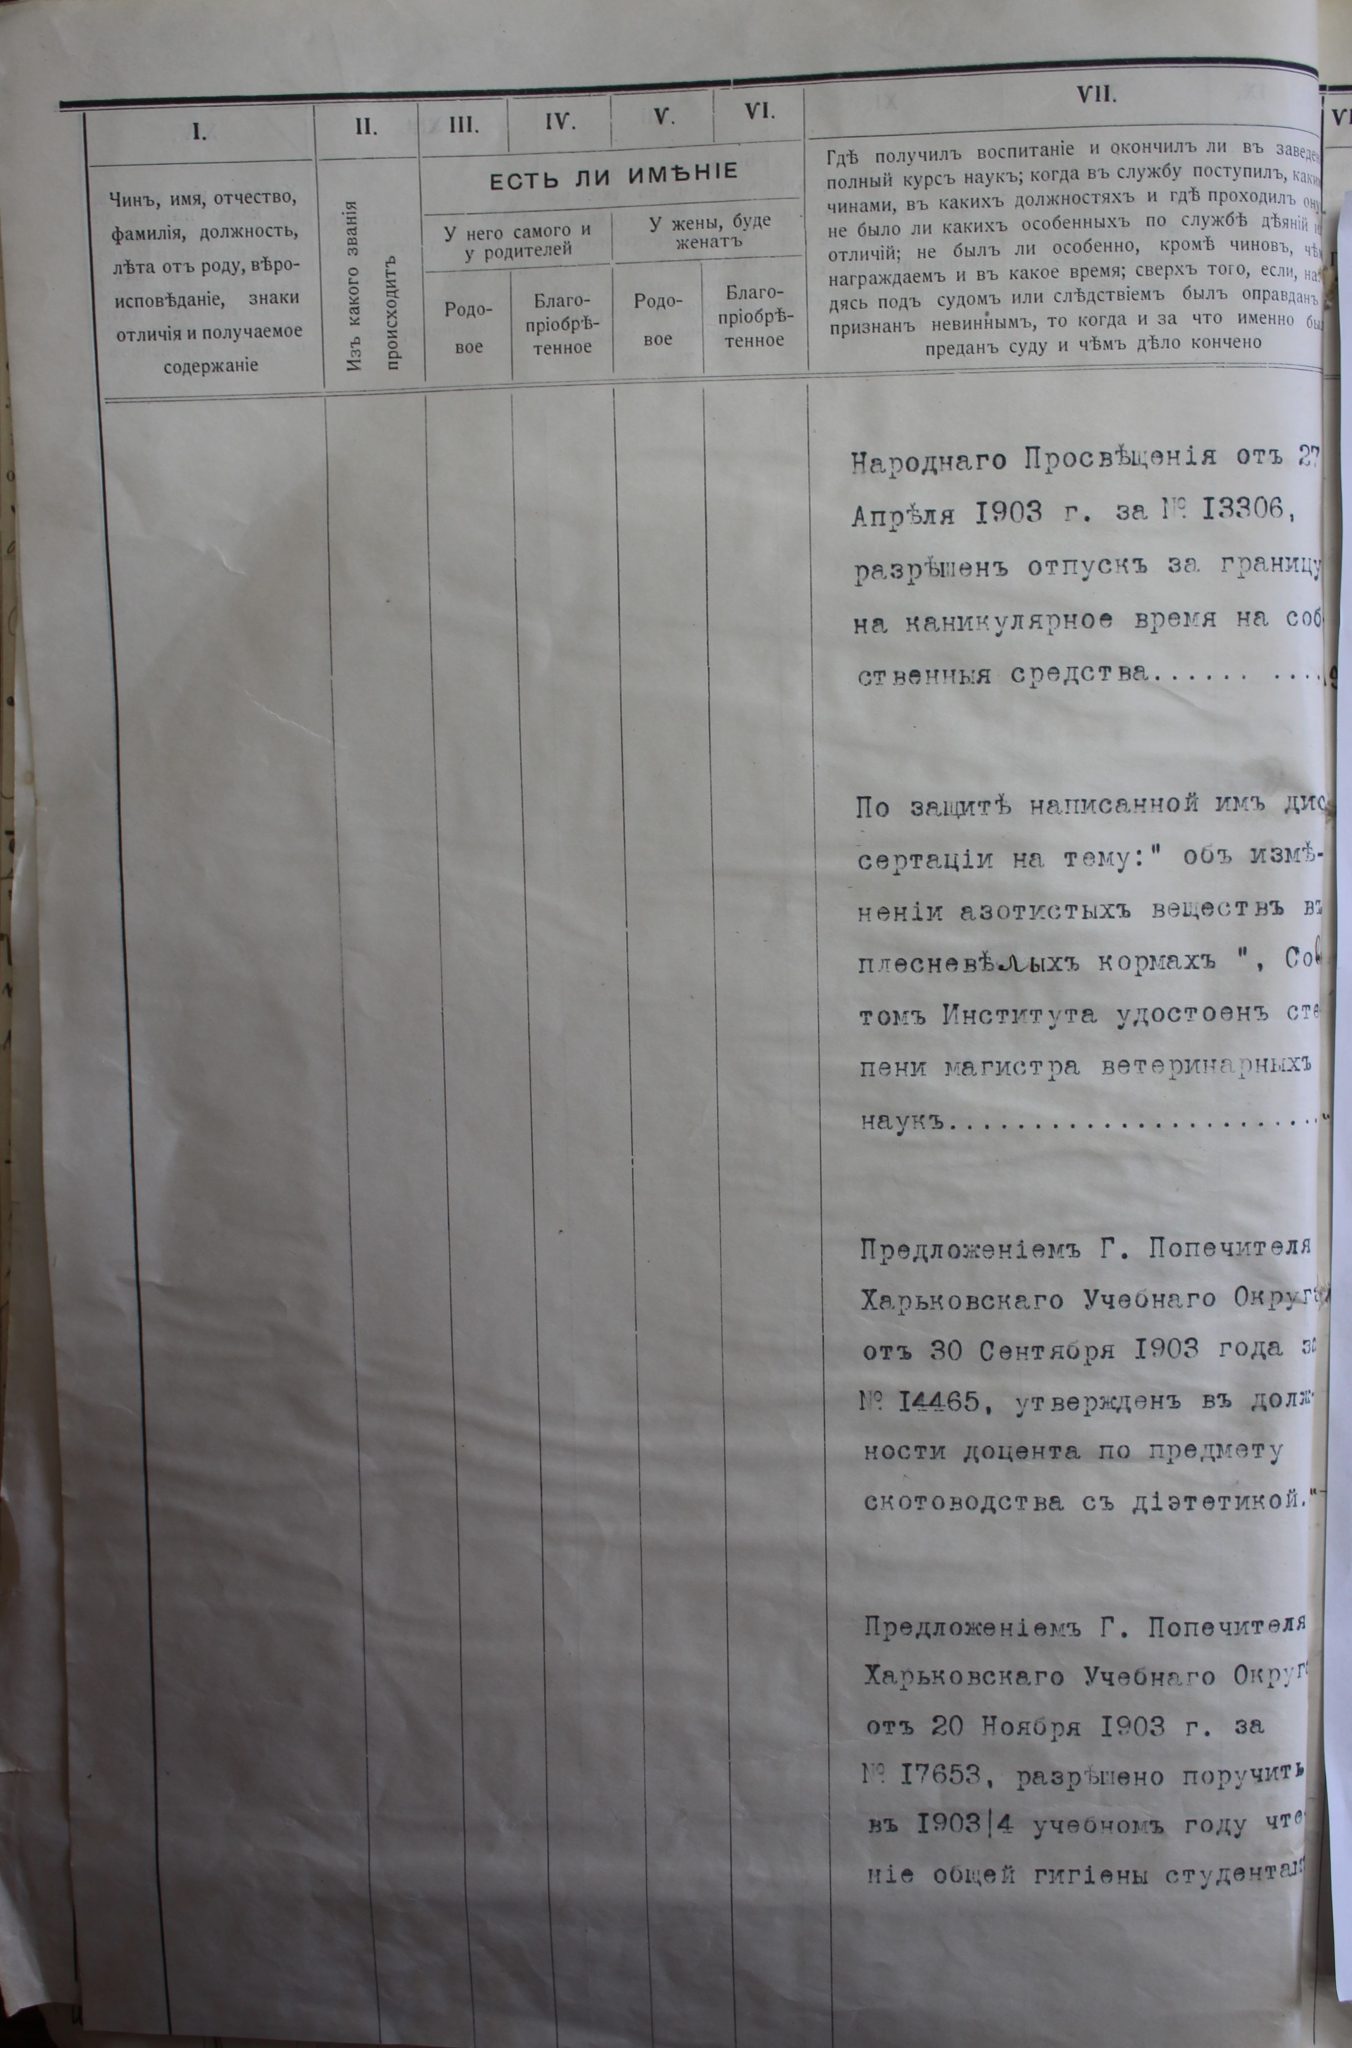 I.
II.
III.
IV.
V.
VI.
VII.
Чинъ, имя, отчество,
фамилія, должность,
лѣта отъ роду, вѣро-
исповѣданіе, знаки
отличія и получаемое
содержаніе
Изъ какого званія
происходитъ
ЕСТЬ ЛИ ИМѢНІЕ
У него самого и
у родителей
У жены, буде
женатъ
Родо-
вое
Благо-
пріобрѣ-
тенное
Родо-
вое
Благо-
пріобрѣ-
тенное
Гдѣ получилъ воспитаніе и окончилъ ли въ заведе
полный курсъ наукъ; когда въ службу поступилъ, каки
чинами, въ какихъ должностяхъ и гдѣ проходилъ ону
не было ли какихъ особенныхъ по службѣ дѣяній и
отличій; не былъ ли особенно, кромѣ чиновъ, чѣм
награждаемъ и въ какое время; сверхъ того, если, на
дясь подъ судомъ или слѣдствіемъ былъ оправданъ
признанъ невиннымъ, то когда и за что именно бы
преданъ суду и чѣмъ дѣло кончено
Народнаго Просвѣщенія отъ 27
Апрѣля 1903 г. за № 13306,
разрѣшенъ отпускъ за границу
на каникулярное время на соб
ственныя средства...... ....
По защитѣ написанной имъ дис
сертаціи на тему:" объ измѣ-
неніи азотистыхъ веществъ въ
плесневѣлыхъ кормахъ ", Сов
томъ Института удостоенъ сте
пени магистра ветеринарныхъ
наукъ......................"
Предложеніемъ Г. Попечителя
Харьковскаго Учебнаго Округа
отъ 30 Сентября 1903 года за
№ 14465, утвержденъ въ долж-
ности доцента по предмету
скотоводства съ діэтетикой."
Предложеніемъ Г. Попечителя
Харьковскаго Учебнаго Округа
отъ 20 Ноября 1903 г. за
№ 17653, разрѣшено поручить
въ 1903|4 учебномъ году чте-
ніе общей гигіены студентамъ